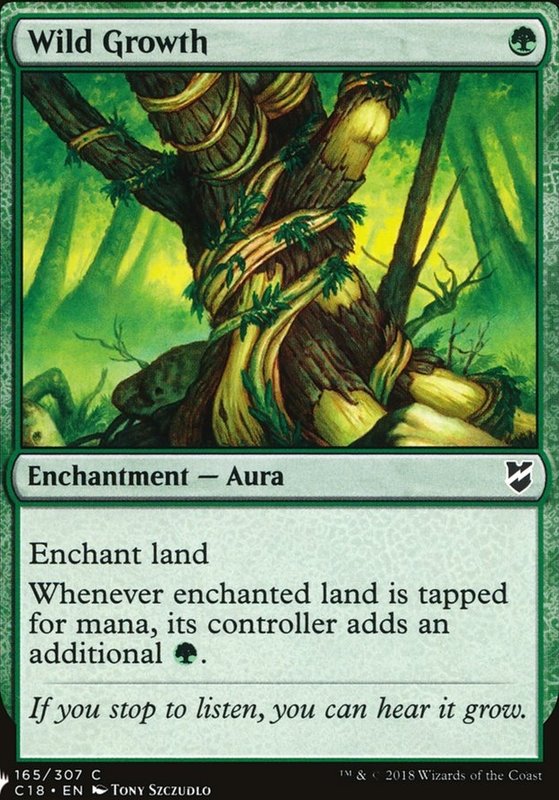 Wild Growth
Enchantment — Aura
Enchant land
Whenever enchanted land is tapped
for mana, its controller adds an
additional .
If you stop to listen, you can hear it grow.
165/307 C
C18 • EN Tony Szczudlo
™ & © 2018 Wizards of the Coast